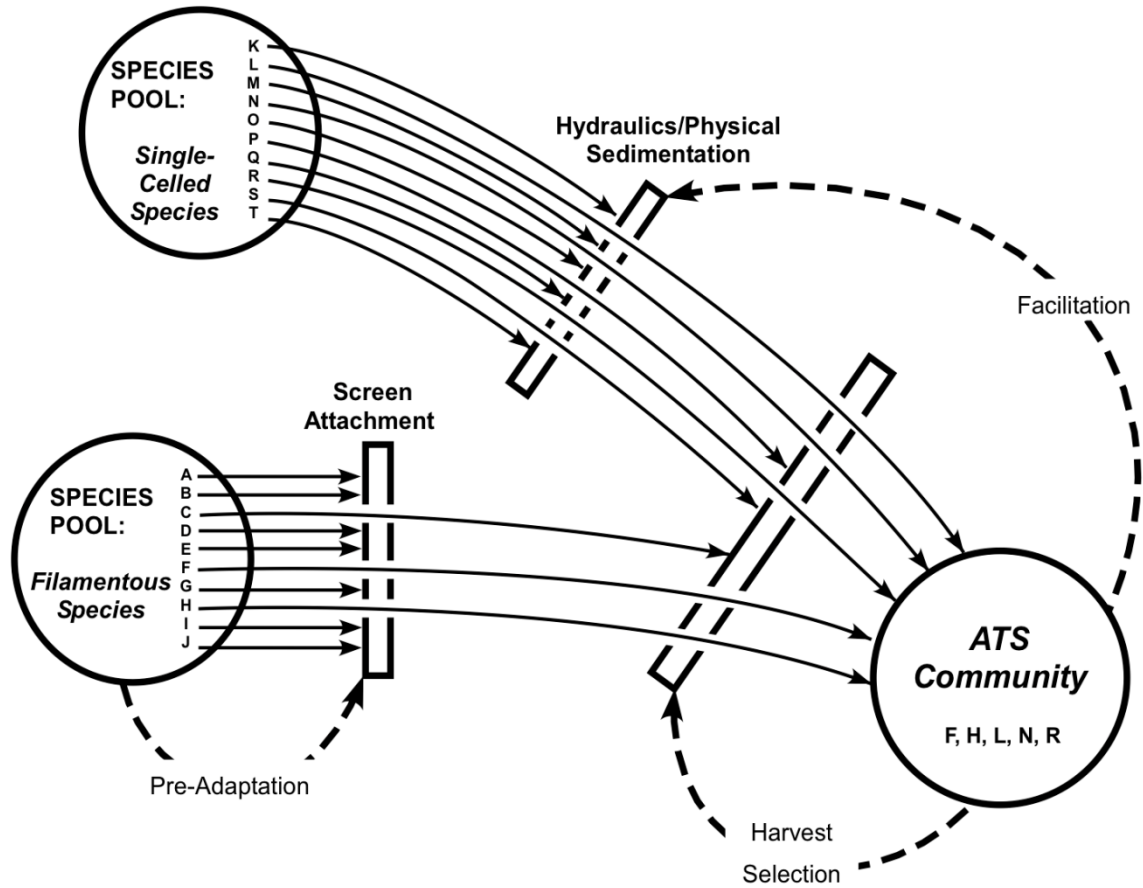 SPECIES
POOL:
Single-
Celled
Species
K
L
M
N
O
P
Q
R
S
T
Hydraulics/Physical
Sedimentation
Facilitation
Screen
Attachment
SPECIES
POOL:
Filamentous
Species
A
B
C
D
E
F
G
H
I
J
Pre-Adaptation
ATS
Community
F, H, L, N, R
Harvest
Selection